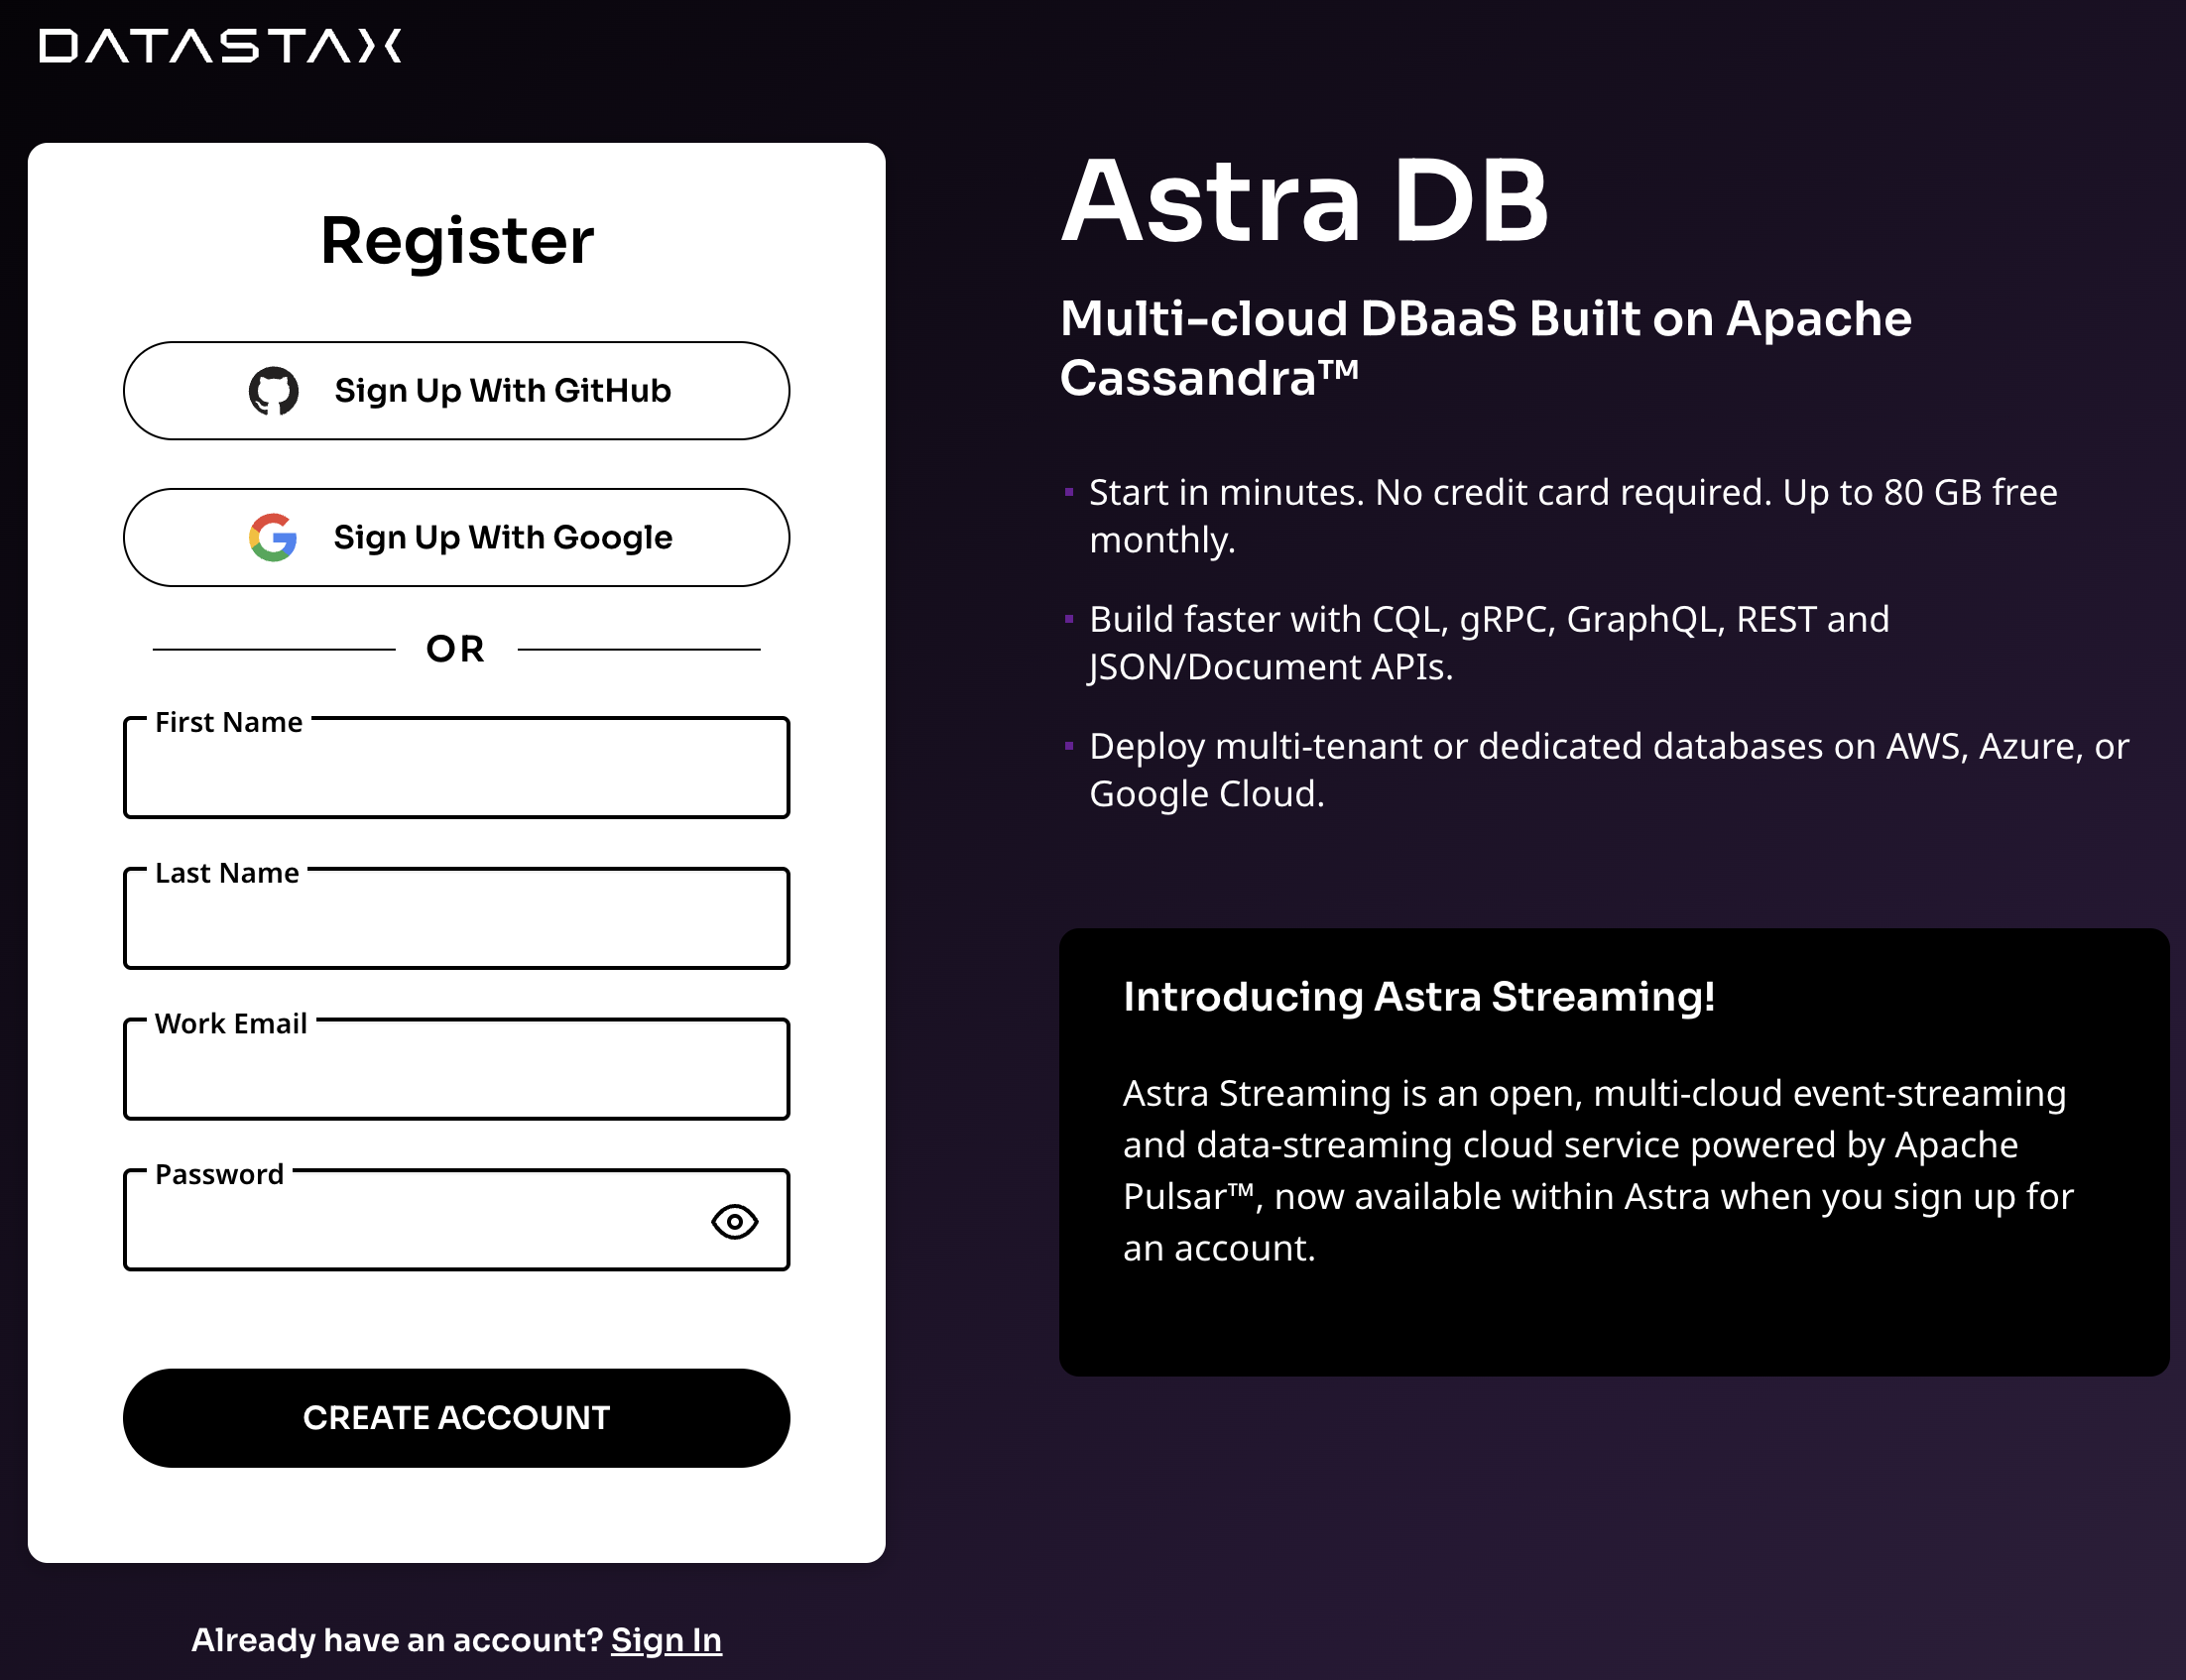 DATASTAX
Register
Sign Up With GitHub
Sign Up With Google
OR
First Name
Last Name
Work Email
Password
CREATE ACCOUNT
Already have an account? Sign In
Astra DB
Multi-cloud DBaaS Built on Apache
Cassandra™
Start in minutes. No credit card required. Up to 80 GB free
monthly.
Build faster with CQL, gRPC, GraphQL, REST and
JSON/Document APIs.
Deploy multi-tenant or dedicated databases on AWS, Azure, or
Google Cloud.
Introducing Astra Streaming!
Astra Streaming is an open, multi-cloud event-streaming
and data-streaming cloud service powered by Apache
Pulsar™, now available within Astra when you sign up for
an account.